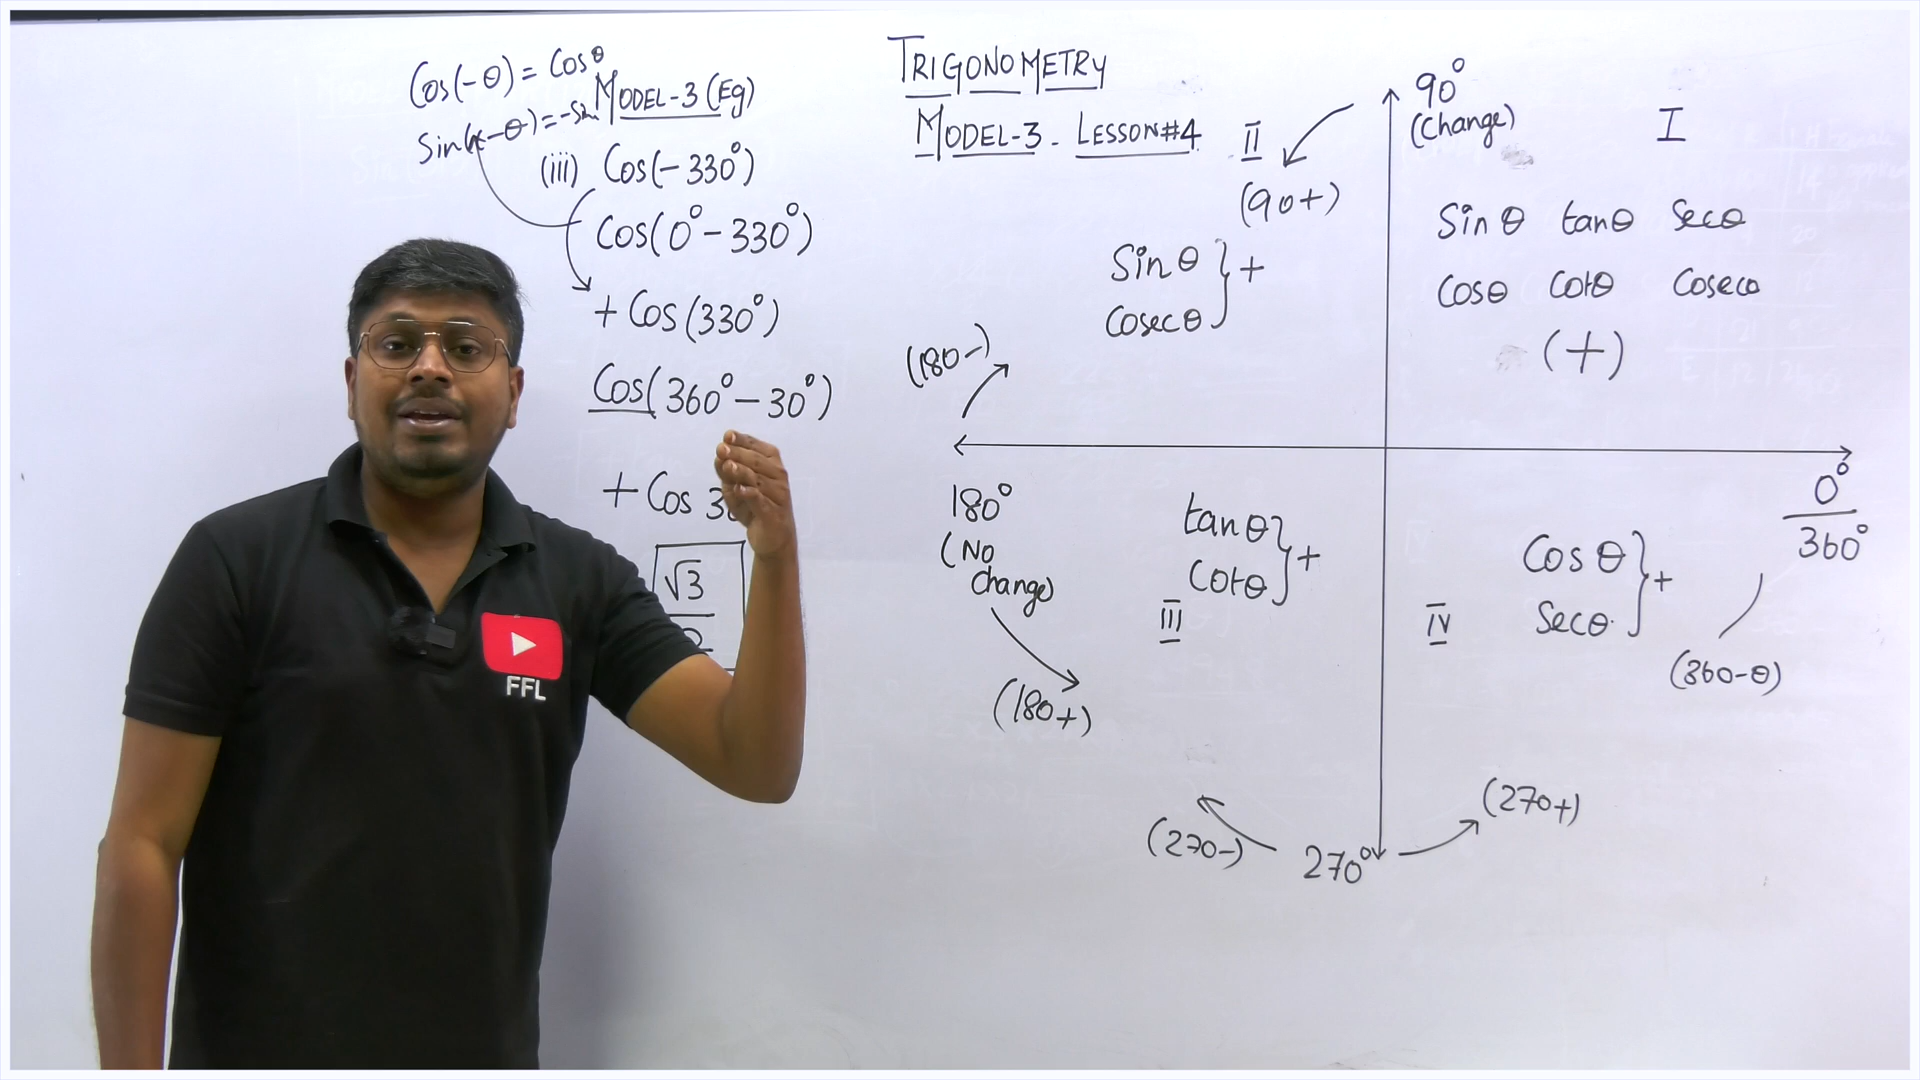 Cos(-θ) = Cosθ
Sin(-θ) = -Sin
MODEL-3 (Eg)
(iii) Cos(-330°)
Cos(0° - 330°)
+ Cos(330°)
Cos(360° - 30°)
+ Cos 3
√3
2
FFL
TRIGONOMETRY
MODEL-3 - LESSON#4
90°
(Change)
I
II
(90+)
Sinθ tanθ Secθ
Cosθ Cotθ Cosecθ
(+)
Sinθ
Cosecθ } +
(180-)
180°
(No
change)
(180+)
tanθ
Cotθ } +
III
0°
360°
Cosθ
Secθ } +
IV
(360-θ)
(270-)
270°
(270+)